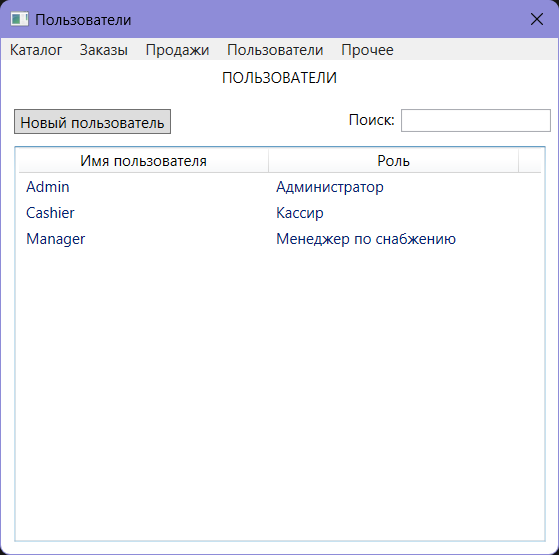 Пользователи
Каталог Заказы Продажи Пользователи Прочее
ПОЛЬЗОВАТЕЛИ
Новый пользователь Поиск:
Имя пользователя Роль
Admin Администратор
Cashier Кассир
Manager Менеджер по снабжению